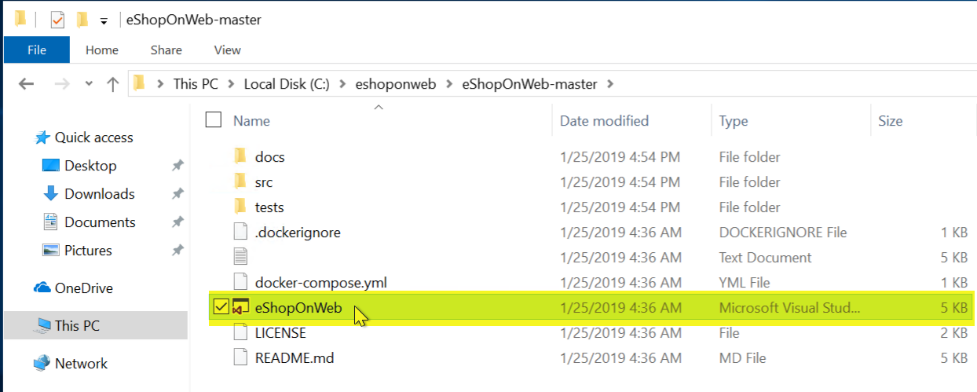 eShopOnWeb-master
File Home Share View
This PC Local Disk (C:) eshoponweb eShopOnWeb-master
Quick access
Desktop
Downloads
Documents
Pictures
OneDrive
This PC
Network
Name Date modified Type Size
docs 1/25/2019 4:54 PM File folder
src 1/25/2019 4:54 PM File folder
tests 1/25/2019 4:54 PM File folder
.dockerignore 1/25/2019 4:36 AM DOCKERIGNORE File 1 KB
1/25/2019 4:36 AM Text Document 5 KB
docker-compose.yml 1/25/2019 4:36 AM YML File 1 KB
eShopOnWeb 1/25/2019 4:36 AM Microsoft Visual Stud... 5 KB
LICENSE 1/25/2019 4:36 AM File 2 KB
README.md 1/25/2019 4:36 AM MD File 5 KB